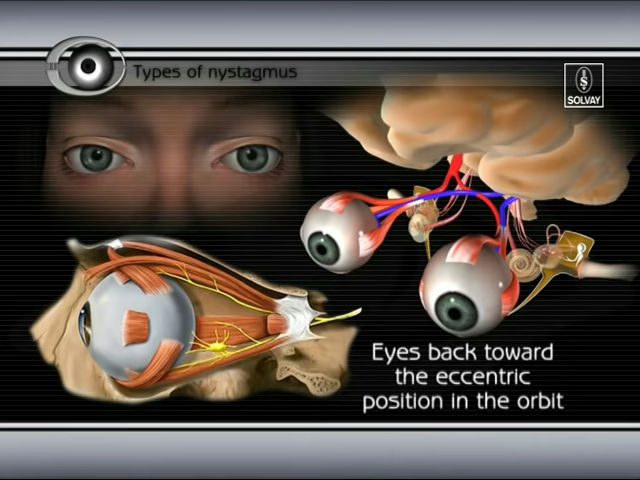 Types of nystagmus
SOLVAY
Eyes back toward
the eccentric
position in the orbit